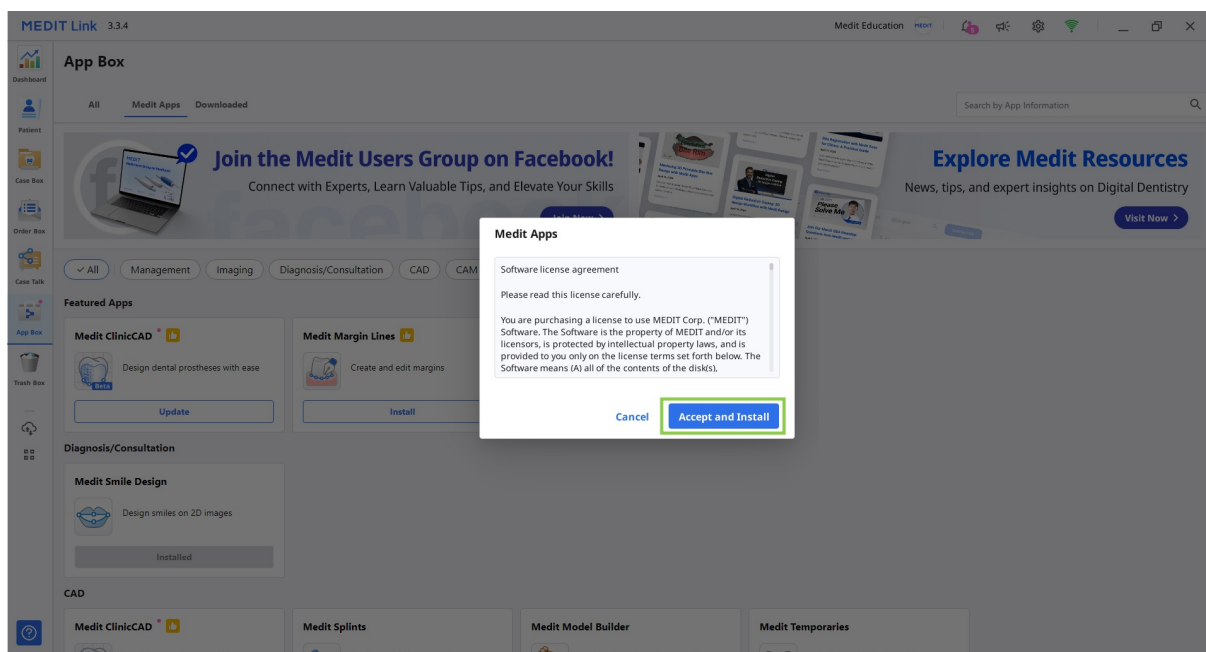 MEDIT Link 3.3.4
Medit Education
MEDIT
5
Dashboard
Patient
Case Box
Order Box
Case Talk
App Box
Trash Box
App Box
All Medit Apps Downloaded
Search by App Information
Join the Medit Users Group on Facebook!
Connect with Experts, Learn Valuable Tips, and Elevate Your Skills
Join Now >
Explore Medit Resources
News, tips, and expert insights on Digital Dentistry
Visit Now >
Please
Solve Me
All Management Imaging Diagnosis/Consultation CAD CAM
Featured Apps
Medit ClinicCAD
Design dental prostheses with ease
Beta
Update
Medit Margin Lines
Create and edit margins
Install
Diagnosis/Consultation
Medit Smile Design
Design smiles on 2D images
Installed
CAD
Medit ClinicCAD
Medit Splints
Medit Model Builder
Medit Temporaries
Medit Apps
Software license agreement
Please read this license carefully.
You are purchasing a license to use MEDIT Corp. ("MEDIT")
Software. The Software is the property of MEDIT and/or its
licensors, is protected by intellectual property laws, and is
provided to you only on the license terms set forth below. The
Software means (A) all of the contents of the disk(s),
Cancel Accept and Install